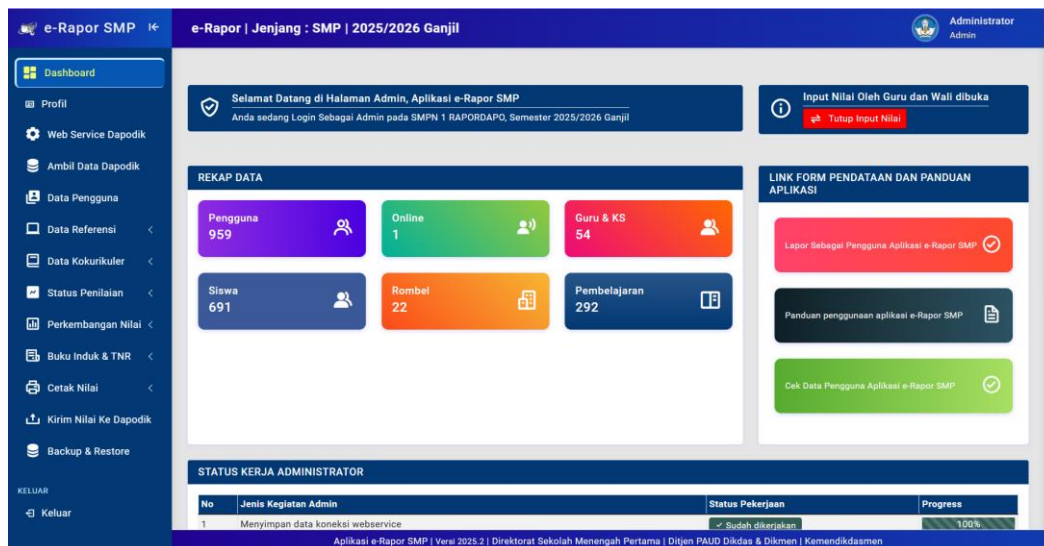 e-Rapor SMP
e-Rapor | Jenjang : SMP | 2025/2026 Ganjil
Administrator
Admin
Dashboard
Profil
Web Service Dapodik
Ambil Data Dapodik
Data Pengguna
Data Referensi
Data Kokurikuler
Status Penilaian
Perkembangan Nilai
Buku Induk & TNR
Cetak Nilai
Kirim Nilai Ke Dapodik
Backup & Restore
KELUAR
Keluar
Selamat Datang di Halaman Admin, Aplikasi e-Rapor SMP
Anda sedang Login Sebagai Admin pada SMPN 1 RAPORDAPO, Semester 2025/2026 Ganjil
Input Nilai Oleh Guru dan Wali dibuka
Tutup Input Nilai
REKAP DATA
Pengguna
959
Online
1
Guru & KS
54
Siswa
691
Rombel
22
Pembelajaran
292
LINK FORM PENDATAAN DAN PANDUAN
APLIKASI
Lapor Sebagai Pengguna Aplikasi e-Rapor SMP
Panduan penggunaan aplikasi e-Rapor SMP
Cek Data Pengguna Aplikasi e-Rapor SMP
STATUS KERJA ADMINISTRATOR
No Jenis Kegiatan Admin Status Pekerjaan Progress
1 Menyimpan data koneksi webservice Sudah dikerjakan 100%
Aplikasi e-Rapor SMP | Versi 2025.2 | Direktorat Sekolah Menengah Pertama | Ditjen PAUD Dikdas & Dikmen | Kemendikdasmen